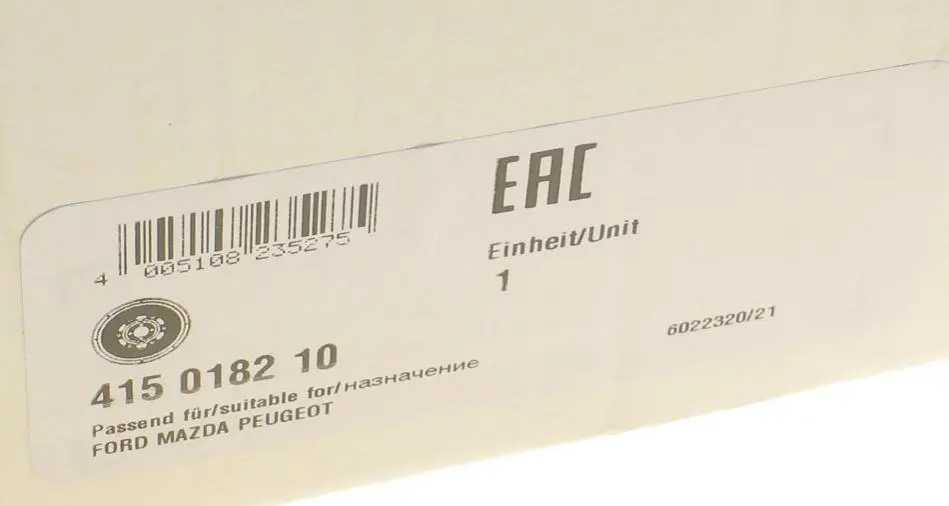 EAC
4 005108 235275
Einheit/Unit
1
6022320/21
415 0182 10
Passend für/suitable for/назначение
FORD MAZDA PEUGEOT